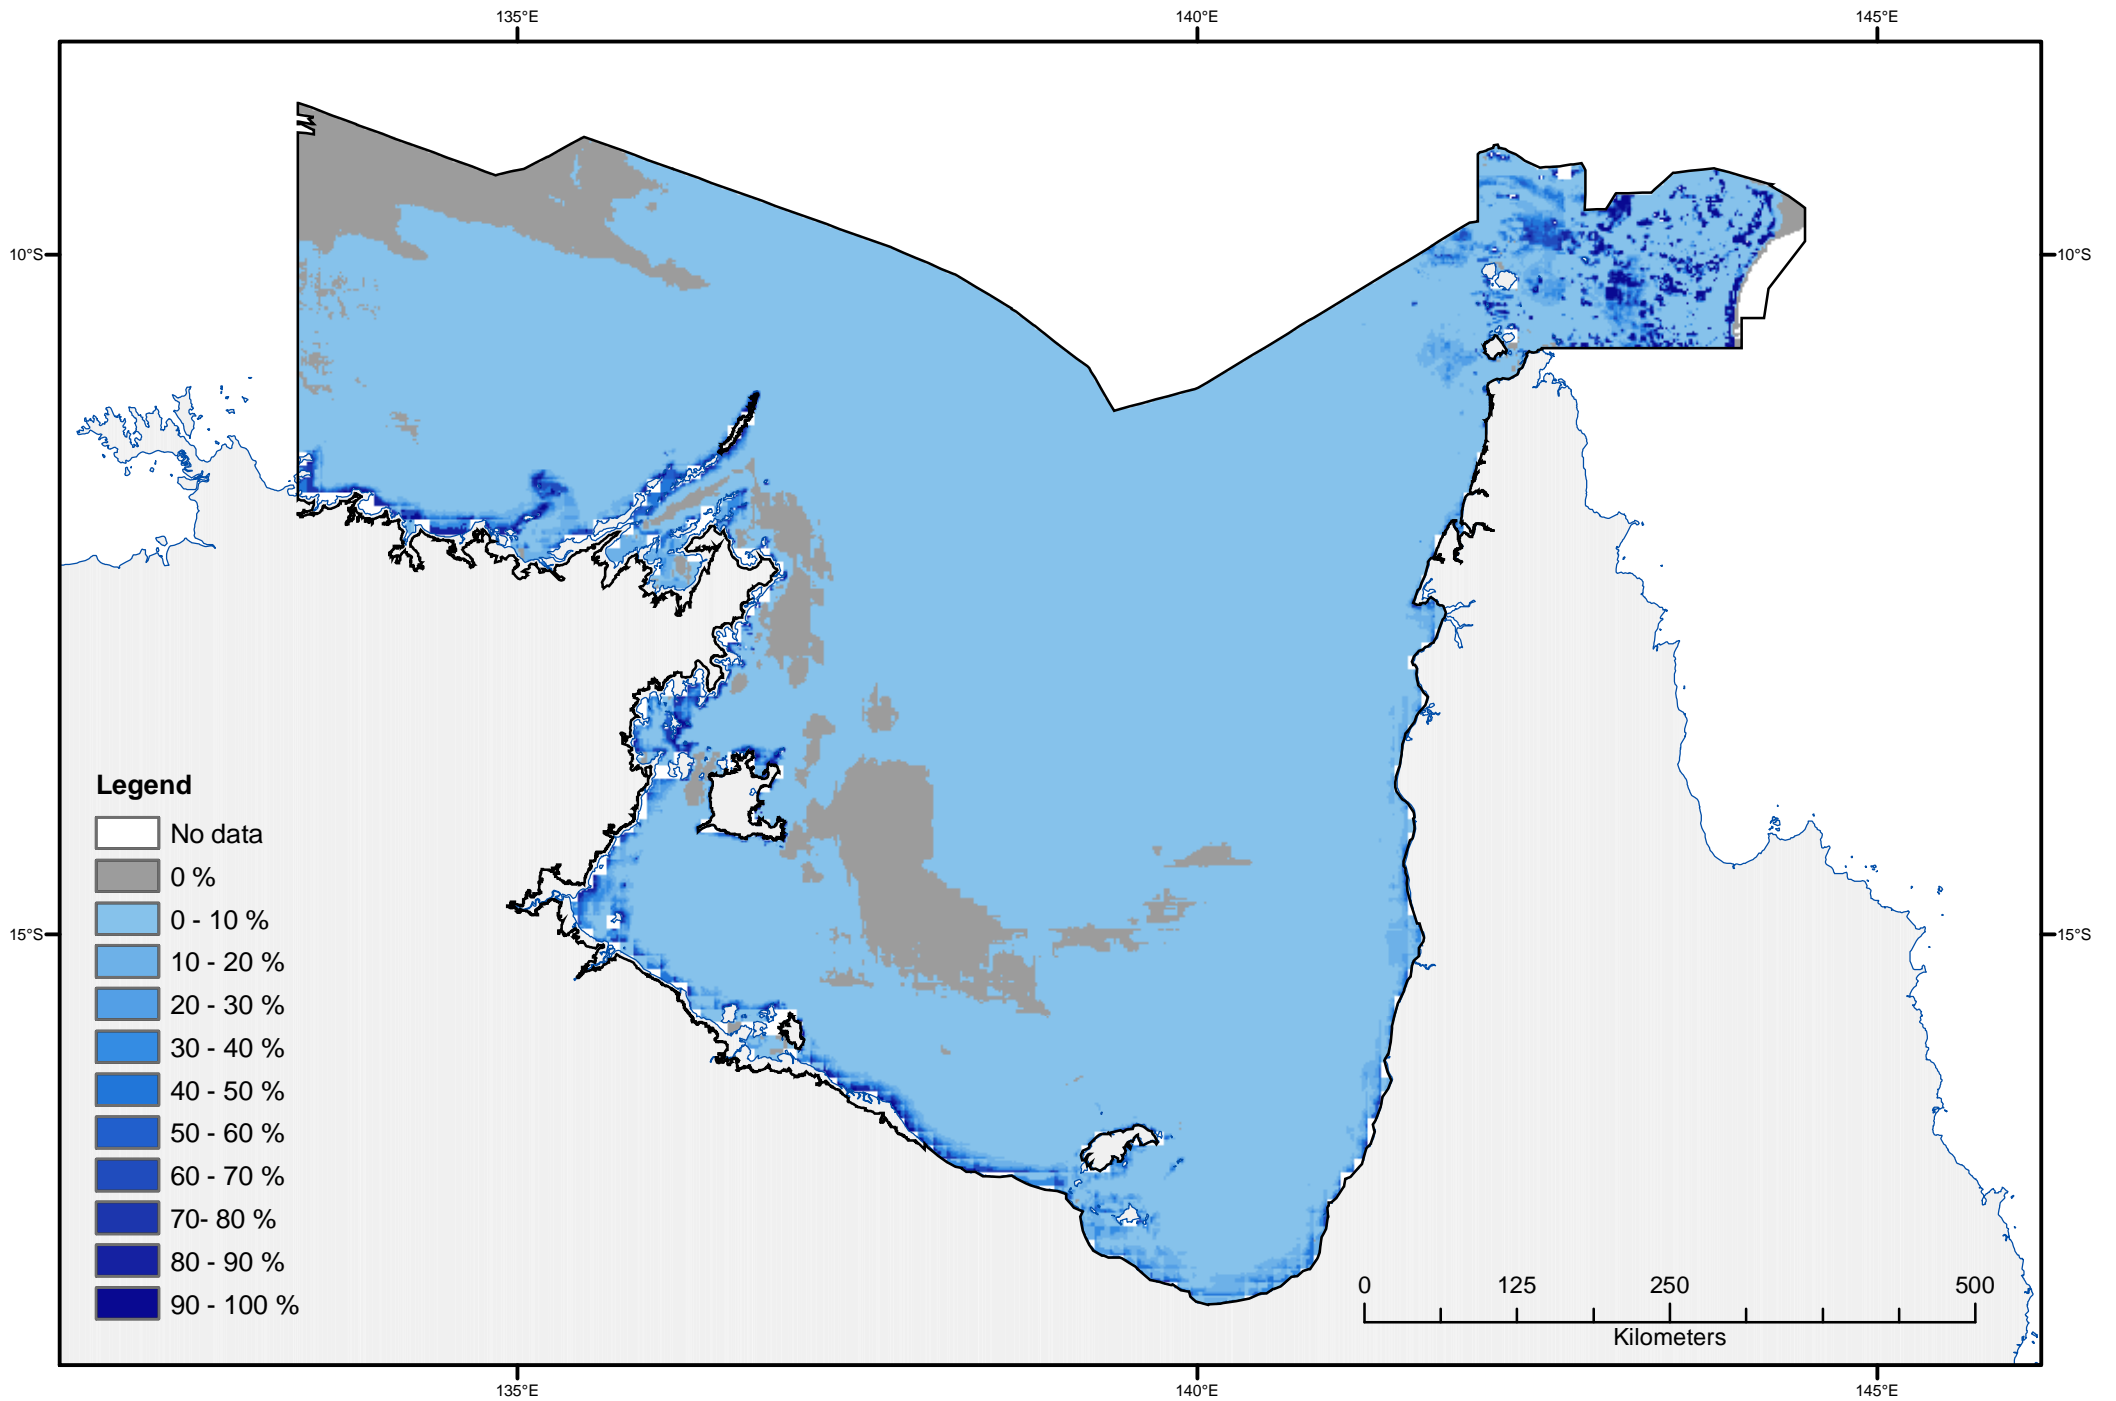 135°E 140°E 145°E
10°S 10°S
Legend
No data
0 %
0 - 10 %
15°S 15°S
10 - 20 %
20 - 30 %
30 - 40 %
40 - 50 %
50 - 60 %
60 - 70 %
70- 80 %
80 - 90 %
90 - 100 %
0 125 250 500
Kilometers
135°E 140°E 145°E